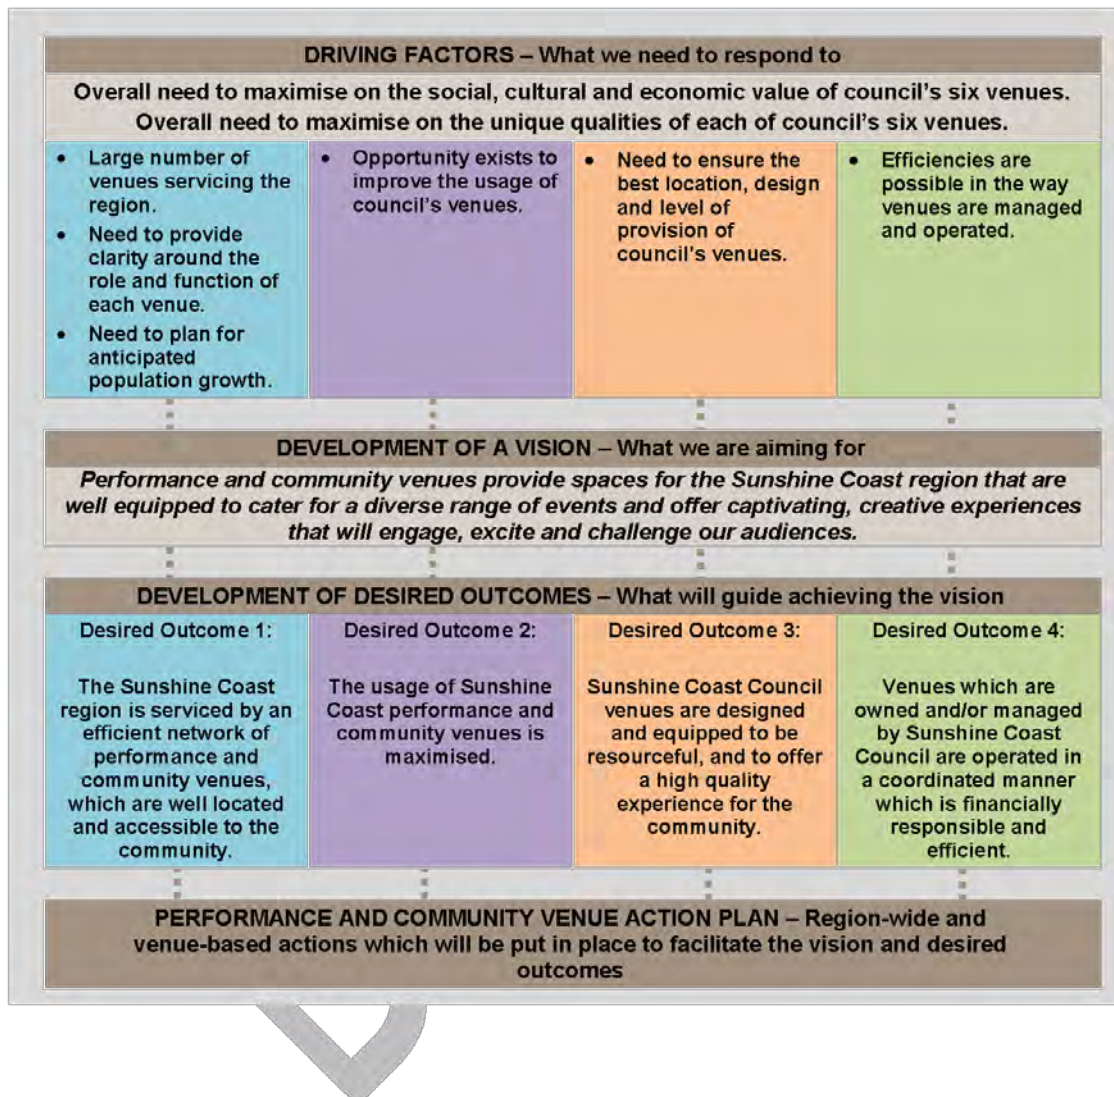 DRIVING FACTORS – What we need to respond to
Overall need to maximise on the social, cultural and economic value of council's six venues.
Overall need to maximise on the unique qualities of each of council's six venues.
• Large number of
venues servicing the
region.
• Need to provide
clarity around the
role and function of
each venue.
• Need to plan for
anticipated
population growth.
• Opportunity exists to
improve the usage of
council's venues.
• Need to ensure the
best location, design
and level of
provision of
council's venues.
• Efficiencies are
possible in the way
venues are managed
and operated.
DEVELOPMENT OF A VISION – What we are aiming for
Performance and community venues provide spaces for the Sunshine Coast region that are
well equipped to cater for a diverse range of events and offer captivating, creative experiences
that will engage, excite and challenge our audiences.
DEVELOPMENT OF DESIRED OUTCOMES – What will guide achieving the vision
Desired Outcome 1:
The Sunshine Coast
region is serviced by an
efficient network of
performance and
community venues,
which are well located
and accessible to the
community.
Desired Outcome 2:
The usage of Sunshine
Coast performance and
community venues is
maximised.
Desired Outcome 3:
Sunshine Coast Council
venues are designed
and equipped to be
resourceful, and to offer
a high quality
experience for the
community.
Desired Outcome 4:
Venues which are
owned and/or managed
by Sunshine Coast
Council are operated in
a coordinated manner
which is financially
responsible and
efficient.
PERFORMANCE AND COMMUNITY VENUE ACTION PLAN – Region-wide and
venue-based actions which will be put in place to facilitate the vision and desired
outcomes